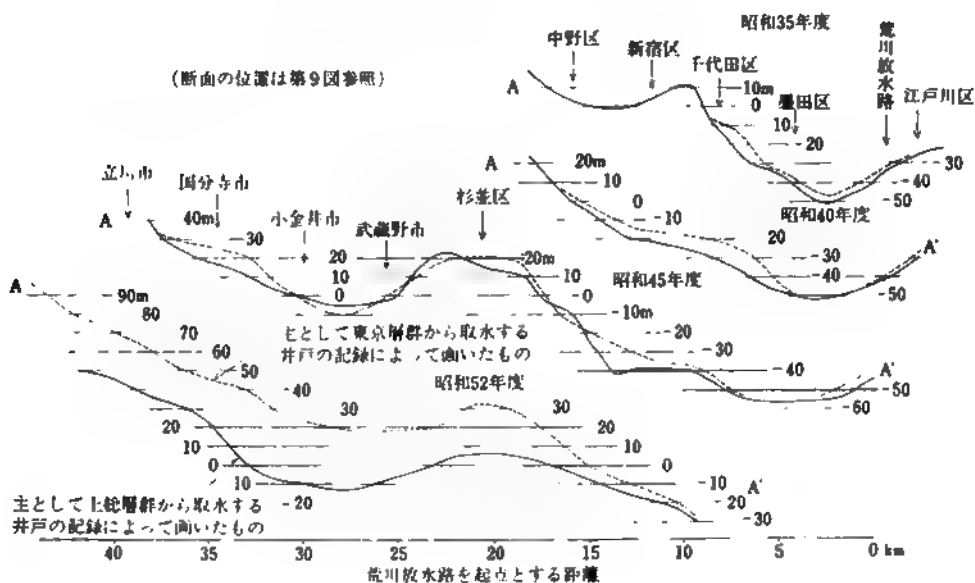 昭和35年度
荒川放水路
中野区
新宿区
千代田区
(断面の位置は第9図参照)
A
10m
0
10
墨田区
江戸川区
20
30
40
50
昭和40年度
A
20m
10
0
-10
20
30
40
50
A'
立川市
国分寺市
小金井市
武蔵野市
杉並区
A
40m
30
20
10
0
20m
10
0
-10m
昭和45年度
-20
30
-40
-50
-60
A'
主として東京層群から取水する
井戸の記録によって画いたもの
昭和52年度
A
-90m
80
70
60
50
-40
30
20
10
0
10
-20
30
20
10
0
-10
-20
-30
A'
主として上総層群から取水する
井戸の記録によって画いたもの
40
35
30
25
20
15
10
5
0 km
荒川放水路を起点とする距離